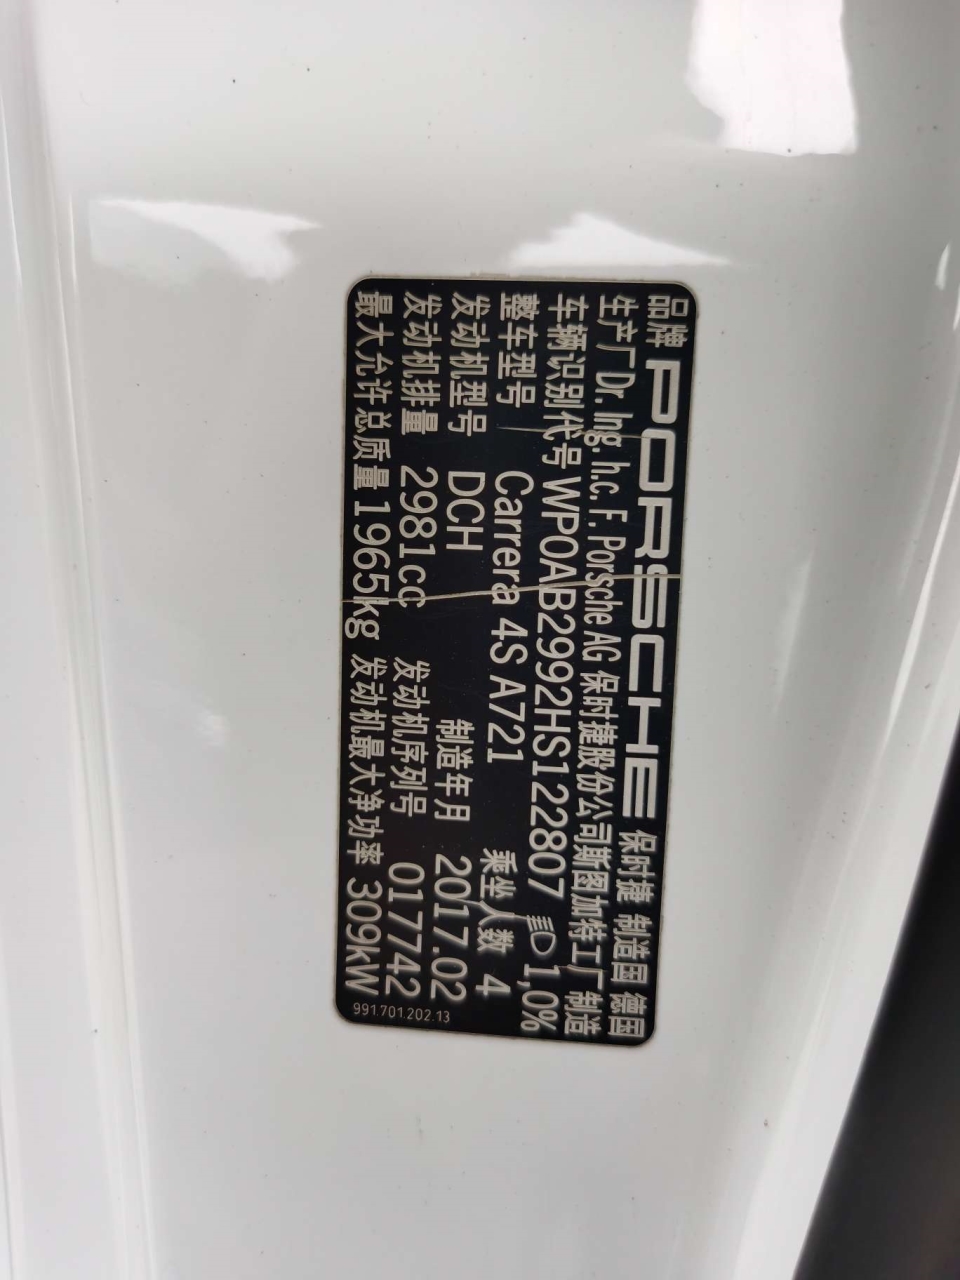 品牌 PORSCHE 保时捷 制造国 德国
生产厂 Dr. Ing. h.c. F. Porsche AG 保时捷股份公司斯图加特工厂 制造
车辆识别代号 WP0AB2992HS122807 1,0%
整车型号 Carrera 4S A721 乘坐人数 4
发动机型号 DCH 制造年月 2017.02
发动机排量 2981cc 发动机序列号 017742
最大允许总质量 1965kg 发动机最大净功率 309kW
991.701.202.13